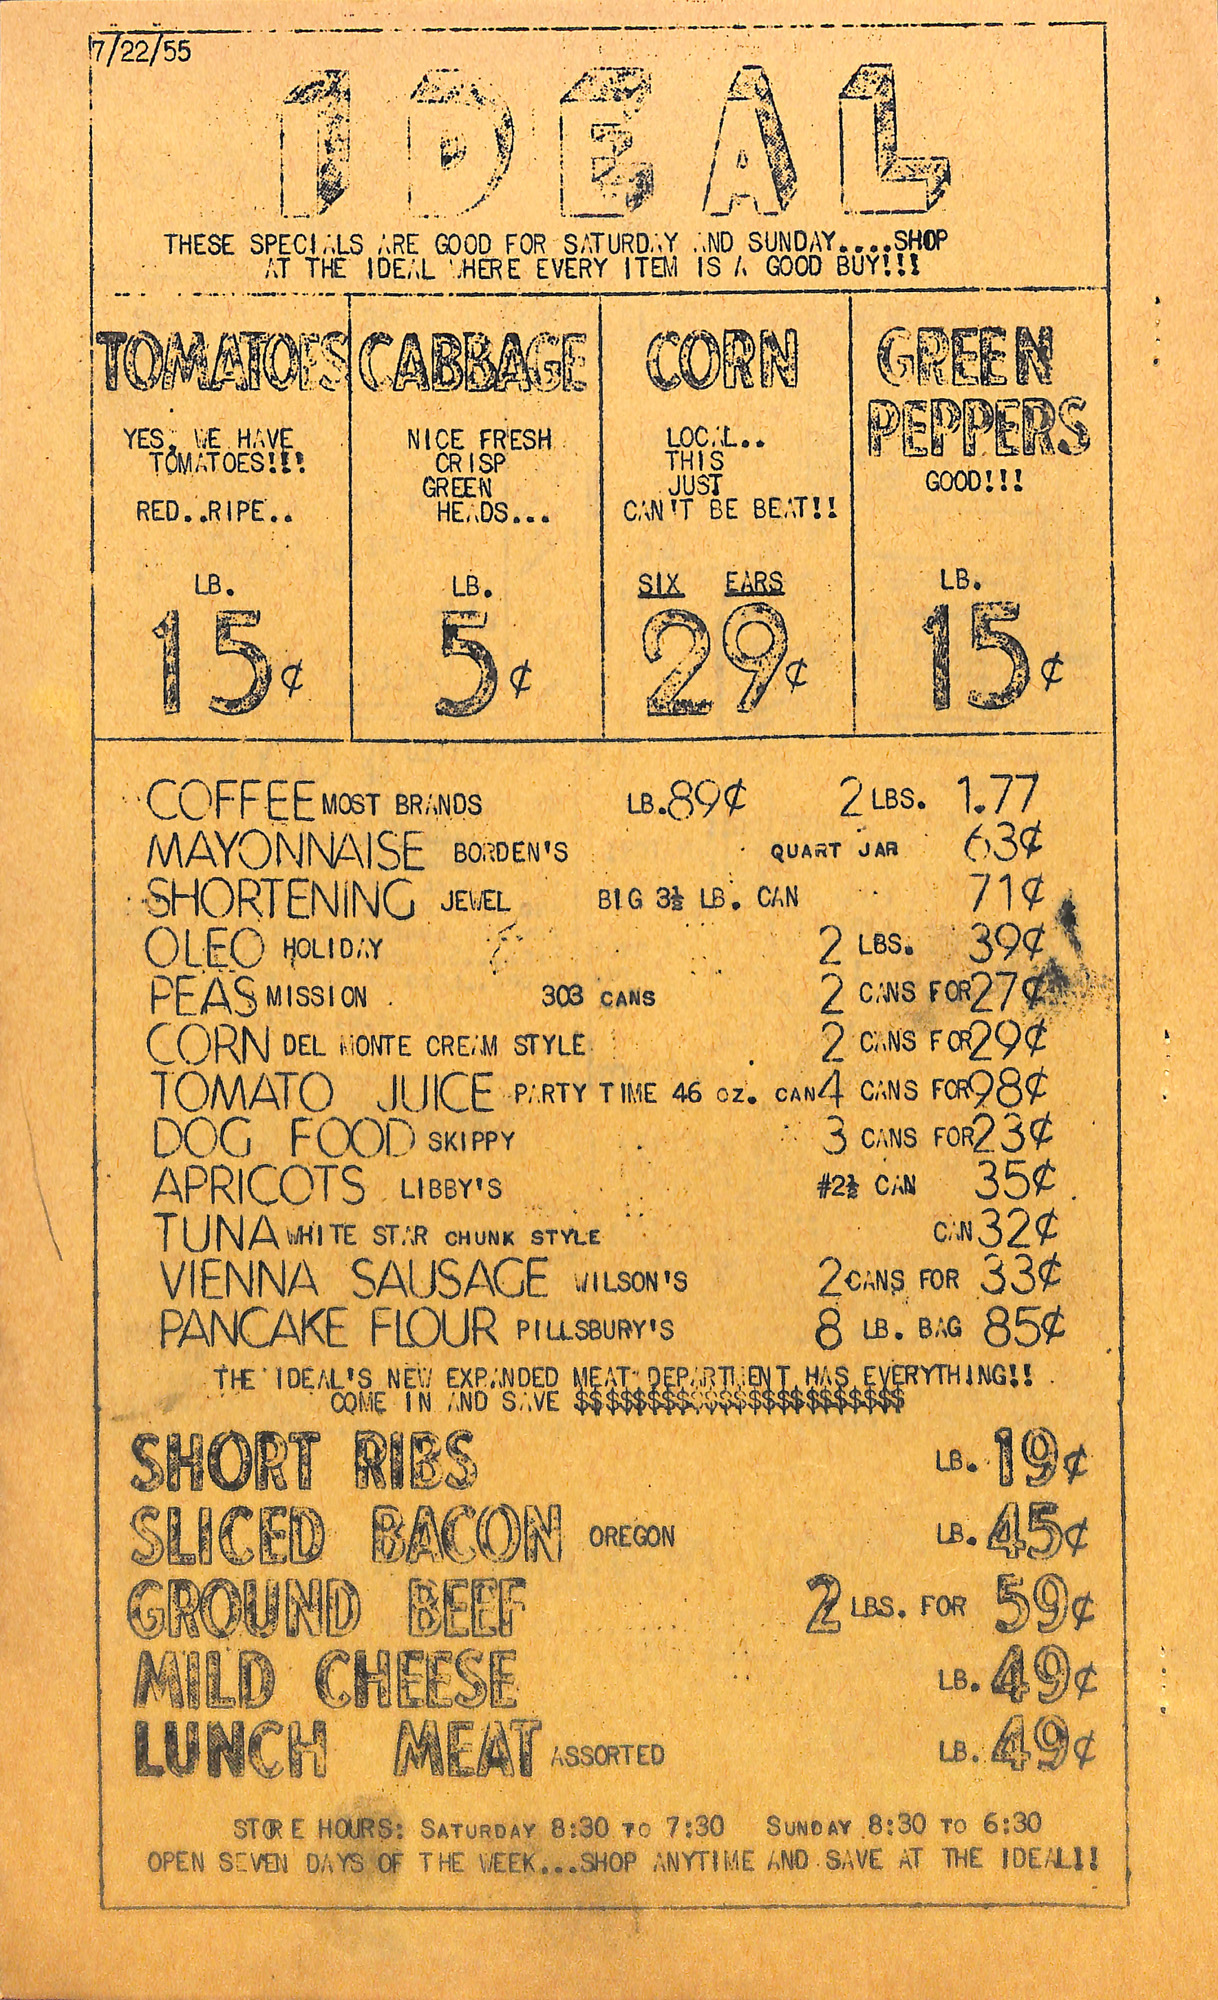 7/22/55
IDEAL
THESE SPECIALS ARE GOOD FOR SATURDAY AND SUNDAY....SHOP
AT THE IDEAL WHERE EVERY ITEM IS A GOOD BUY!!!
TOMATOES
YES, WE HAVE
TOMATOES!!!
RED..RIPE..
LB.
15¢
CABBAGE
NICE FRESH
CRISP
GREEN
HEADS...
LB.
5¢
CORN
LOCAL..
THIS
JUST
CAN'T BE BEAT!!
SIX EARS
29¢
GREEN
PEPPERS
GOOD!!!
LB.
15¢
COFFEE MOST BRANDS LB. 89¢ 2 LBS. 1.77
MAYONNAISE BORDEN'S QUART JAR 63¢
SHORTENING JEWEL BIG 3½ LB. CAN 71¢
OLEO HOLIDAY 2 LBS. 39¢
PEAS MISSION 303 CANS 2 CANS FOR 27¢
CORN DEL MONTE CREAM STYLE 2 CANS FOR 29¢
TOMATO JUICE PARTY TIME 46 OZ. CAN 4 CANS FOR 98¢
DOG FOOD SKIPPY 3 CANS FOR 23¢
APRICOTS LIBBY'S #2½ CAN 35¢
TUNA WHITE STAR CHUNK STYLE CAN 32¢
VIENNA SAUSAGE WILSON'S 2 CANS FOR 33¢
PANCAKE FLOUR PILLSBURY'S 8 LB. BAG 85¢
THE IDEAL'S NEW EXPANDED MEAT DEPARTMENT HAS EVERYTHING!!
COME IN AND SAVE $$$$$$$$$$$$$$$$$$$$$$$
SHORT RIBS LB. 19¢
SLICED BACON OREGON LB. 45¢
GROUND BEEF 2 LBS. FOR 59¢
MILD CHEESE LB. 49¢
LUNCH MEAT ASSORTED LB. 49¢
STORE HOURS: SATURDAY 8:30 TO 7:30 SUNDAY 8:30 TO 6:30
OPEN SEVEN DAYS OF THE WEEK...SHOP ANYTIME AND SAVE AT THE IDEAL!!